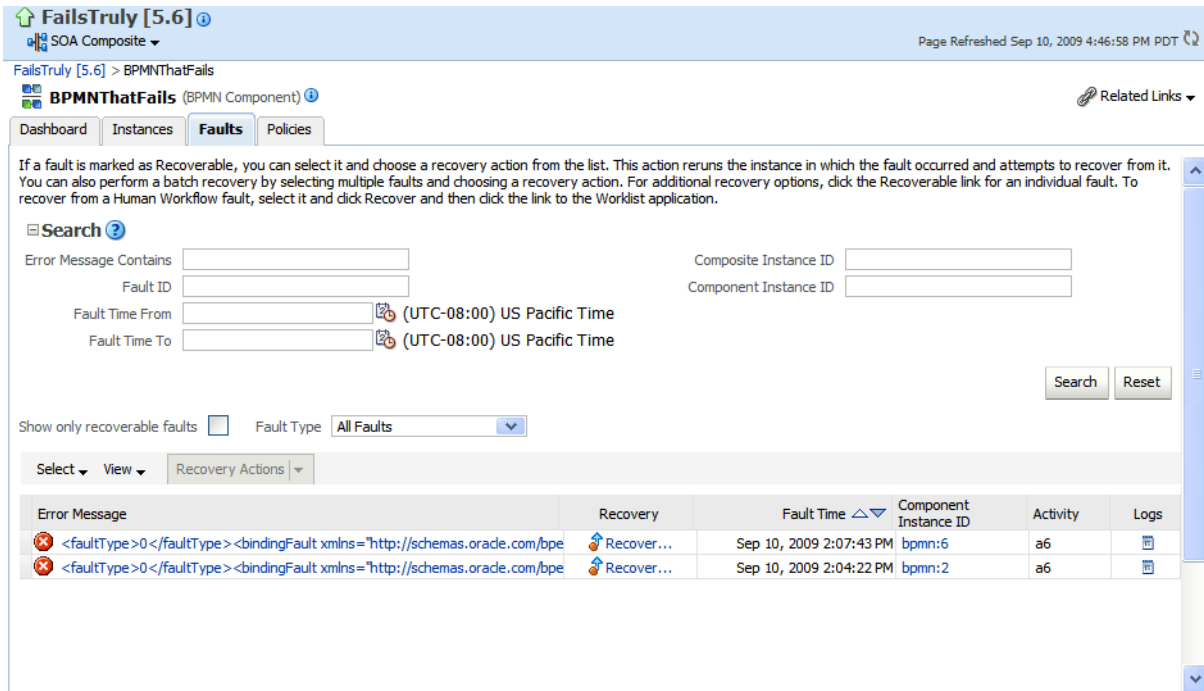 FailsTruly [5.6]
SOA Composite
Page Refreshed Sep 10, 2009 4:46:58 PM PDT
FailsTruly [5.6] > BPMNThatFails
BPMNThatFails (BPMN Component)
Related Links
Dashboard Instances Faults Policies
If a fault is marked as Recoverable, you can select it and choose a recovery action from the list. This action reruns the instance in which the fault occurred and attempts to recover from it.
You can also perform a batch recovery by selecting multiple faults and choosing a recovery action. For additional recovery options, click the Recoverable link for an individual fault. To
recover from a Human Workflow fault, select it and click Recover and then click the link to the Worklist application.
Search
Error Message Contains Composite Instance ID
Fault ID Component Instance ID
Fault Time From (UTC-08:00) US Pacific Time
Fault Time To (UTC-08:00) US Pacific Time
Search Reset
Show only recoverable faults Fault Type All Faults
Select View Recovery Actions
Error Message Recovery Fault Time Component Instance ID Activity Logs
<faultType>0</faultType><bindingFault xmlns="http://schemas.oracle.com/bpe Recover... Sep 10, 2009 2:07:43 PM bpmn:6 a6
<faultType>0</faultType><bindingFault xmlns="http://schemas.oracle.com/bpe Recover... Sep 10, 2009 2:04:22 PM bpmn:2 a6